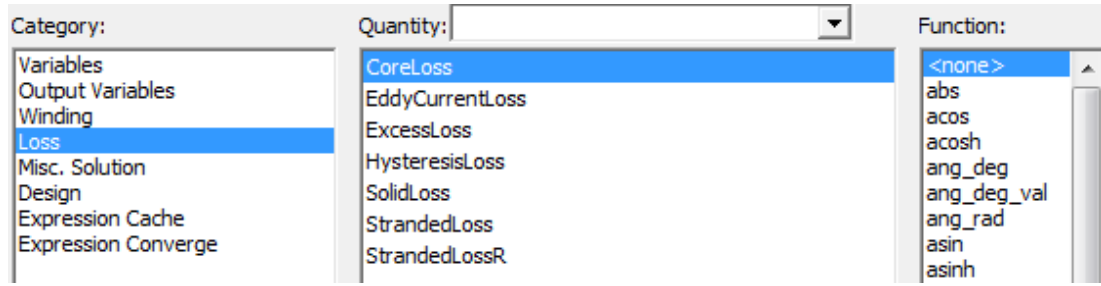 Category:
Variables
Output Variables
Winding
Loss
Misc. Solution
Design
Expression Cache
Expression Converge
Quantity:
CoreLoss
EddyCurrentLoss
ExcessLoss
HysteresisLoss
SolidLoss
StrandedLoss
StrandedLossR
Function:
<none>
abs
acos
acosh
ang_deg
ang_deg_val
ang_rad
asin
asinh